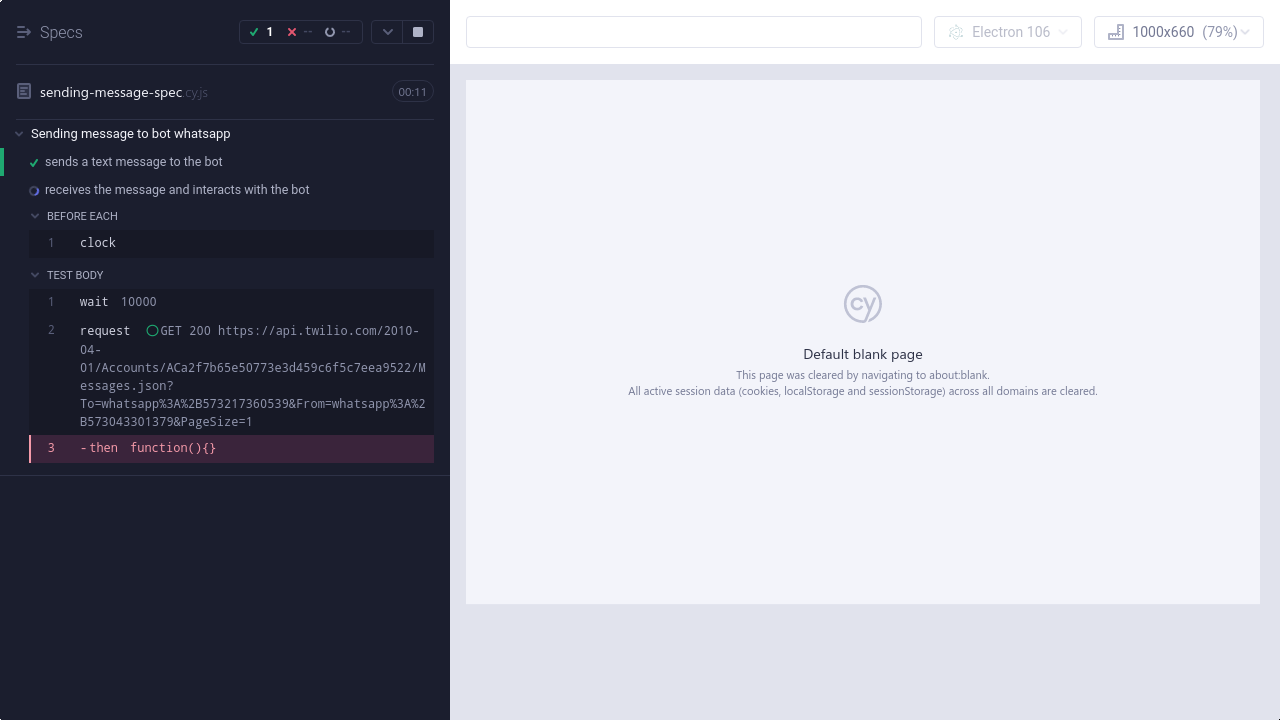 Specs
1
--
--
Electron 106
1000x660 (79%)
sending-message-spec.cy.js
00:11
Sending message to bot whatsapp
sends a text message to the bot
receives the message and interacts with the bot
BEFORE EACH
1 clock
TEST BODY
1 wait 10000
2 request GET 200 https://api.twilio.com/2010-
04-
01/Accounts/ACa2f7b65e50773e3d459c6f5c7eea9522/M
essages.json?
To=whatsapp%3A%2B573217360539&From=whatsapp%3A%2
B573043301379&PageSize=1
3 -then function(){}
cy
Default blank page
This page was cleared by navigating to about:blank.
All active session data (cookies, localStorage and sessionStorage) across all domains are cleared.